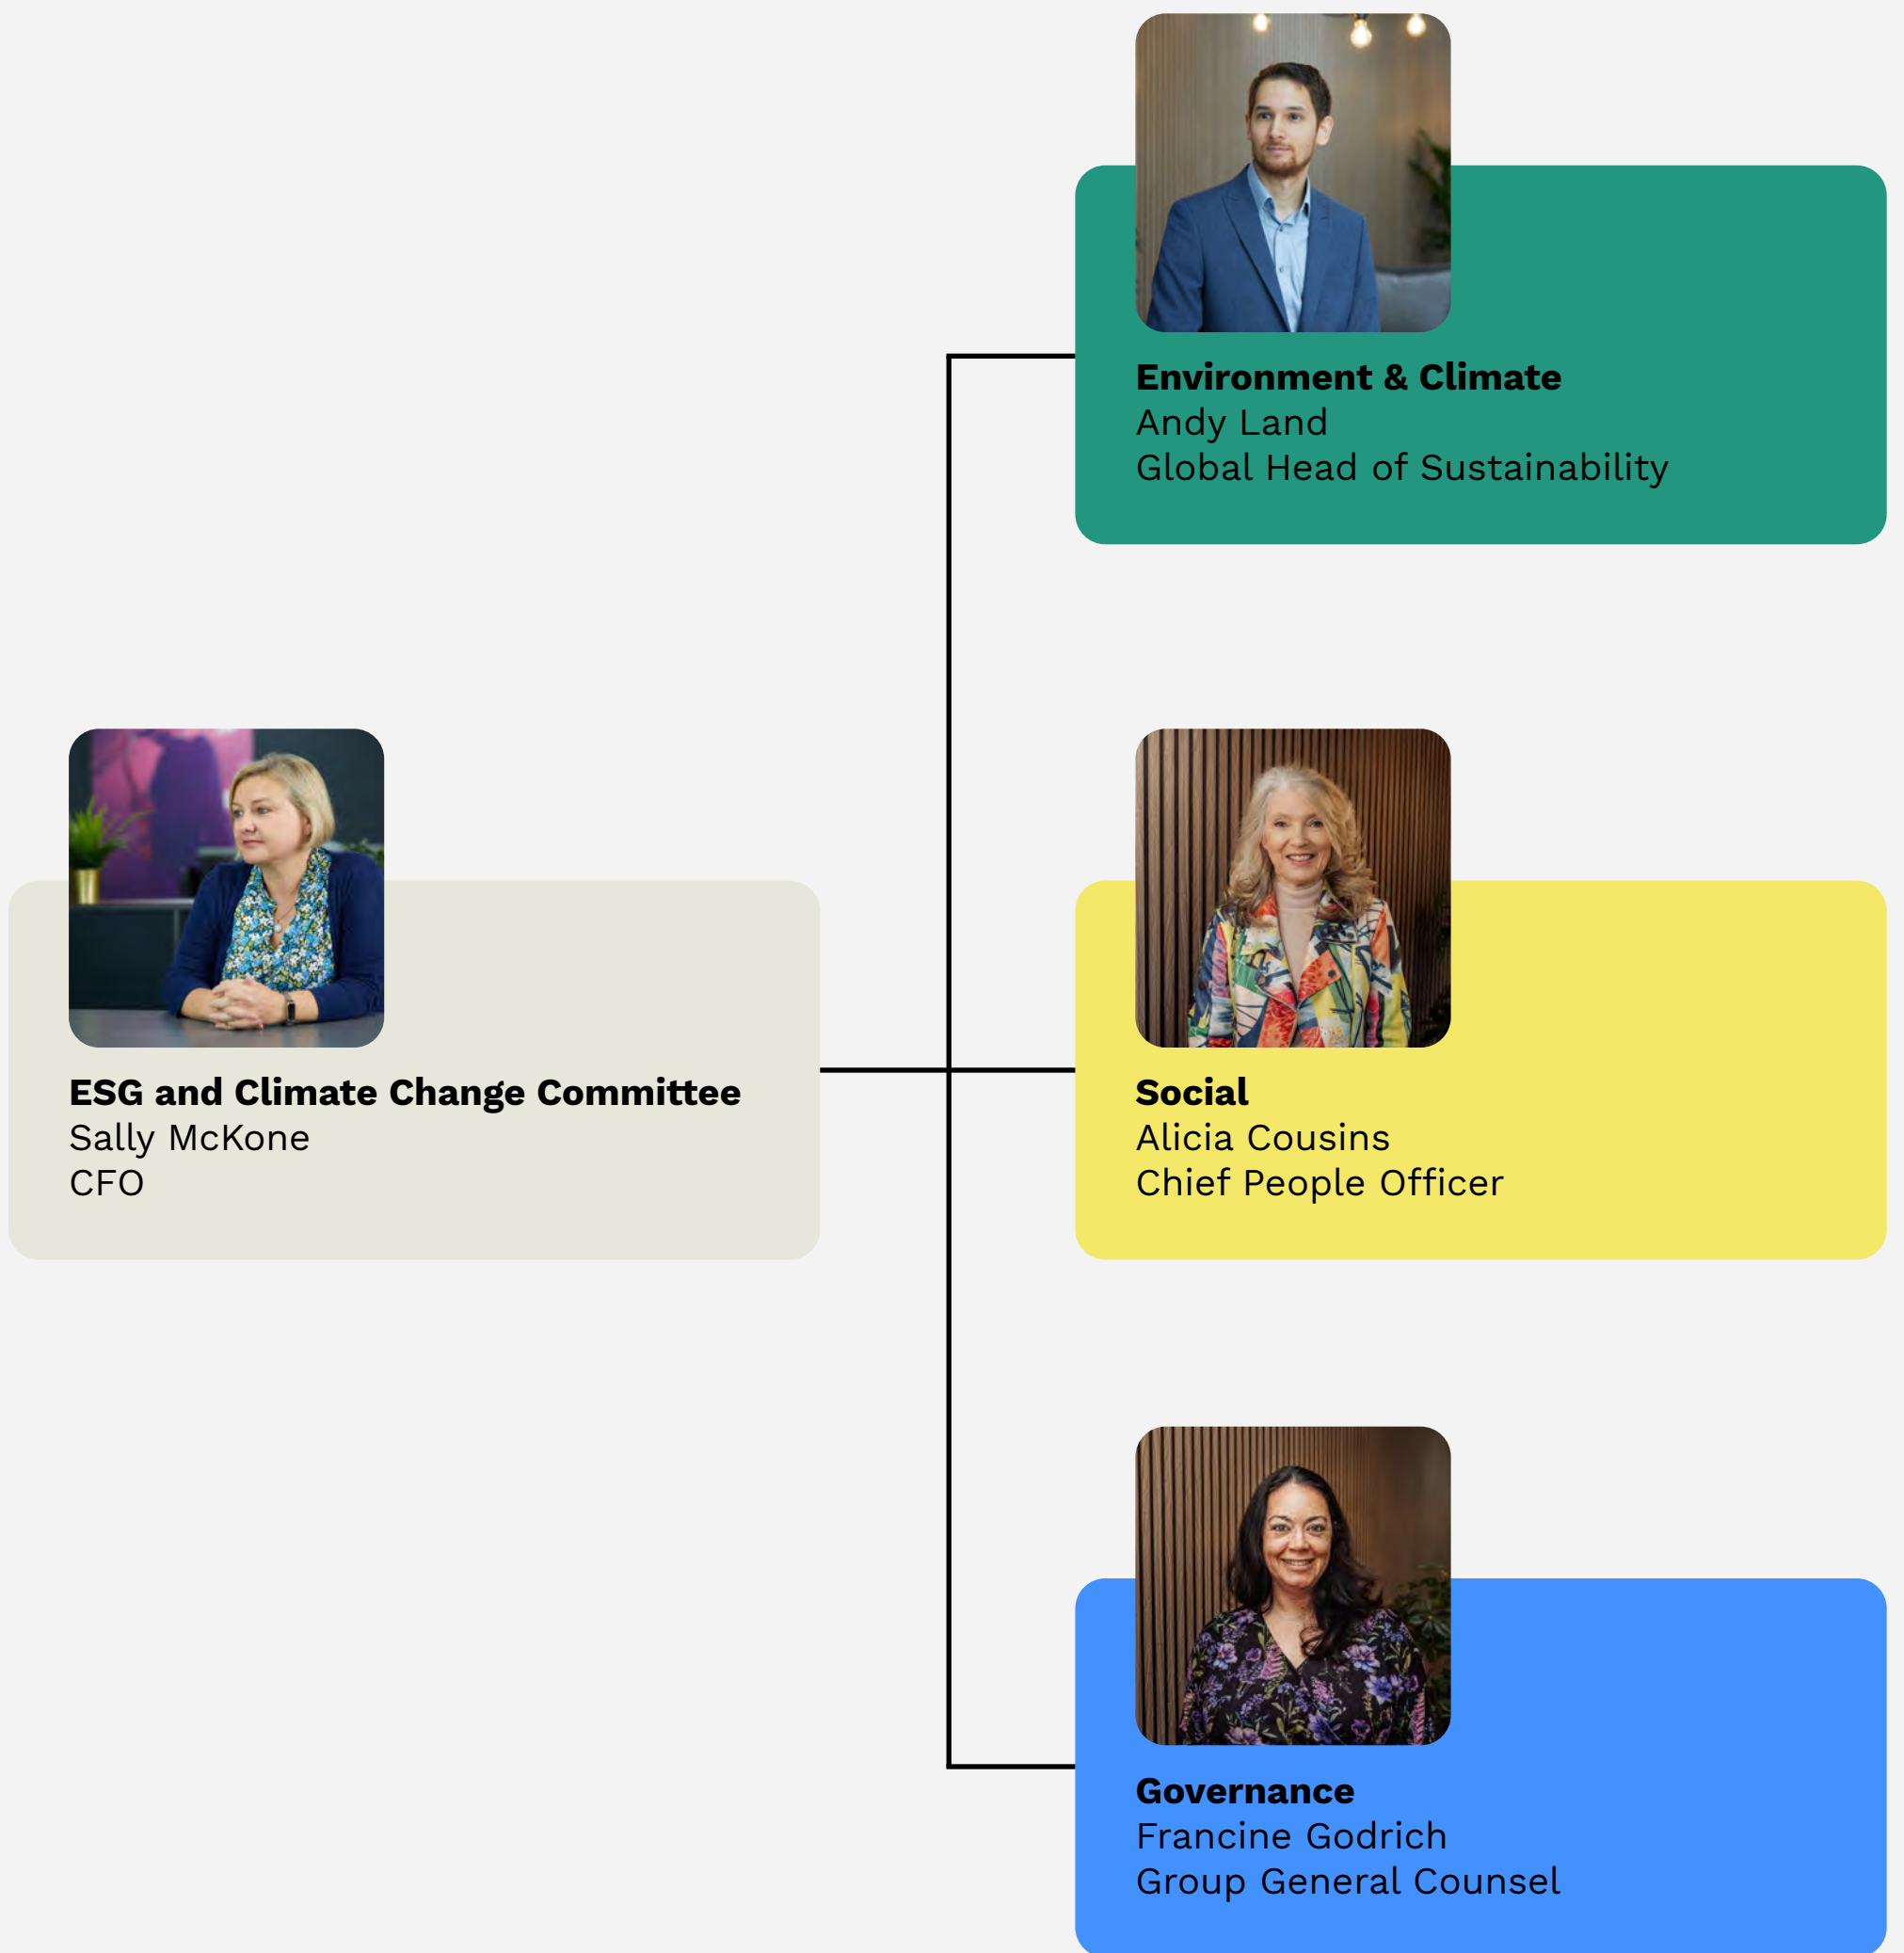 Environment & Climate
Andy Land
Global Head of Sustainability
ESG and Climate Change Committee
Sally McKone
CFO
Social
Alicia Cousins
Chief People Officer
Governance
Francine Godrich
Group General Counsel